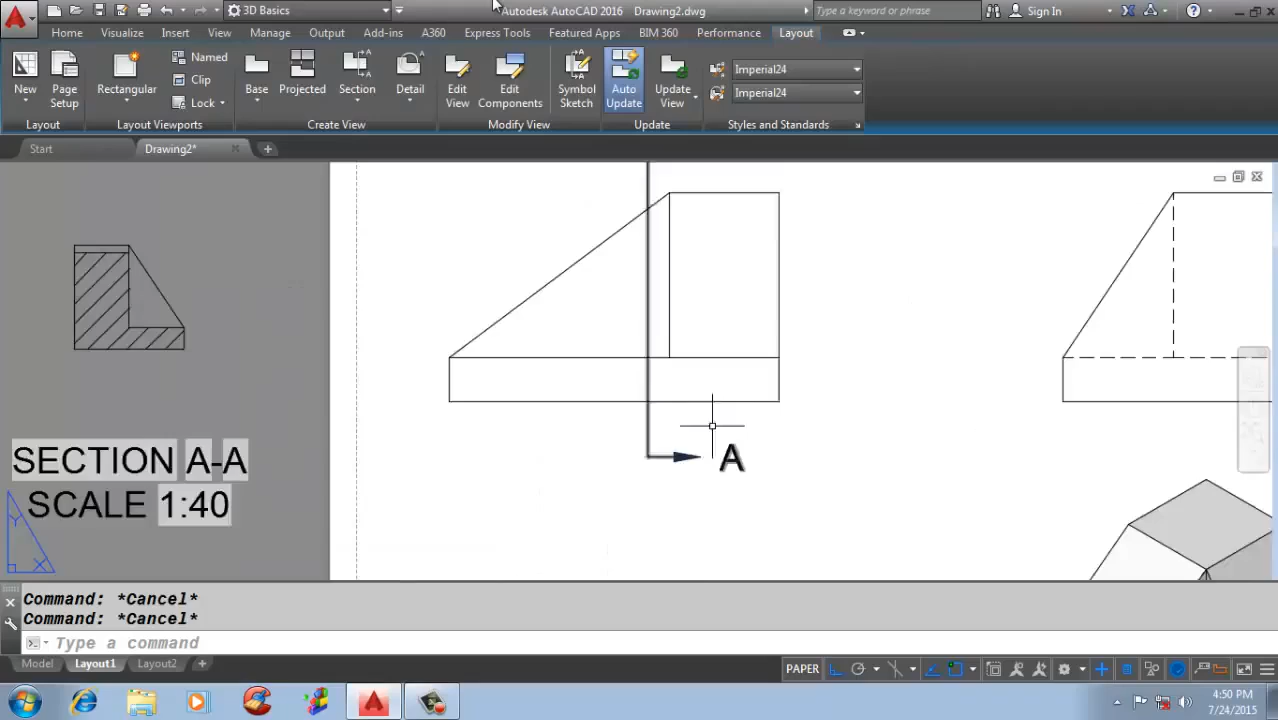 3D Basics
Autodesk AutoCAD 2016 Drawing2.dwg
Type a keyword or phrase
Sign In
Home Visualize Insert View Manage Output Add-ins A360 Express Tools Featured Apps BIM 360 Performance Layout
New
Page Setup
Layout
Rectangular
Named
Clip
Lock
Layout Viewports
Base
Projected
Section
Detail
Create View
Edit View
Edit Components
Symbol Sketch
Modify View
Auto Update
Update View
Update
Imperial24
Imperial24
Styles and Standards
Start
Drawing2*
A
SECTION A-A
SCALE 1:40
Y
X
Command: *Cancel*
Command: *Cancel*
Type a command
Model Layout1 Layout2
PAPER
4:50 PM
7/24/2015